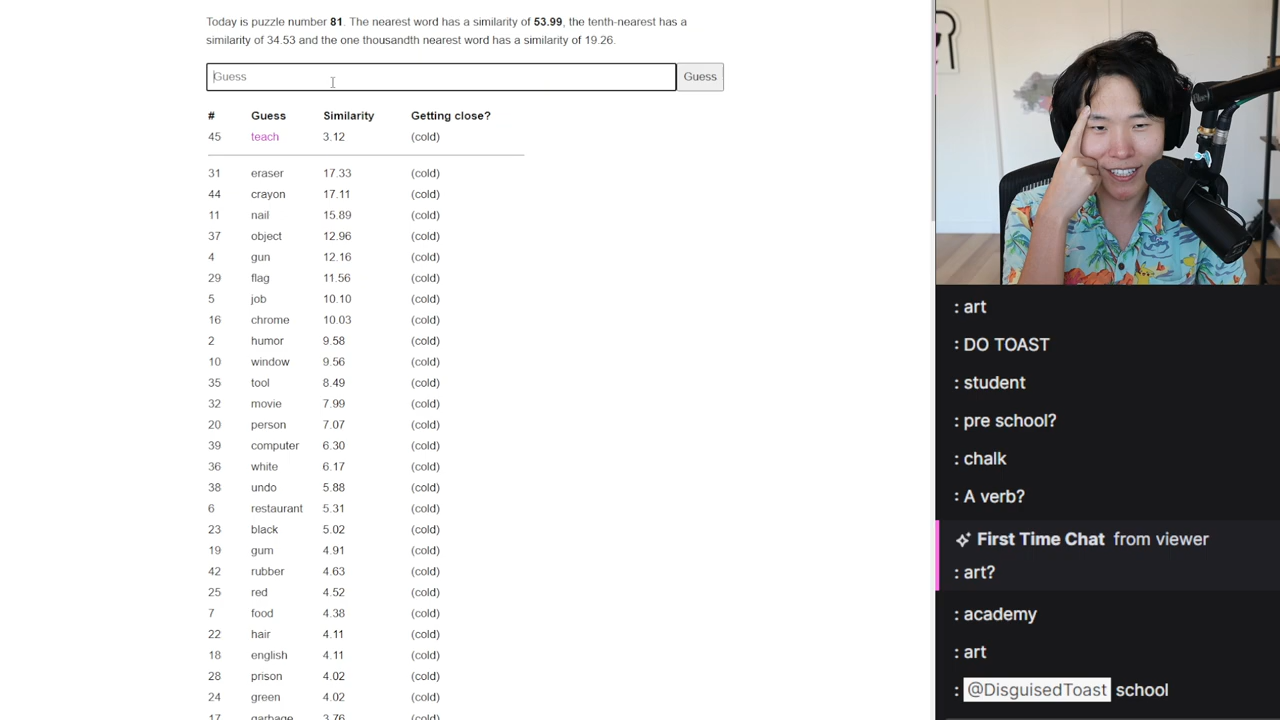 Today is puzzle number 81. The nearest word has a similarity of 53.99, the tenth-nearest has a
similarity of 34.53 and the one thousandth nearest word has a similarity of 19.26.
Guess Guess
# Guess Similarity Getting close?
45 teach 3.12 (cold)
31 eraser 17.33 (cold)
44 crayon 17.11 (cold)
11 nail 15.89 (cold)
37 object 12.96 (cold)
4 gun 12.16 (cold)
29 flag 11.56 (cold)
5 job 10.10 (cold)
16 chrome 10.03 (cold)
2 humor 9.58 (cold)
10 window 9.56 (cold)
35 tool 8.49 (cold)
32 movie 7.99 (cold)
20 person 7.07 (cold)
39 computer 6.30 (cold)
36 white 6.17 (cold)
38 undo 5.88 (cold)
6 restaurant 5.31 (cold)
23 black 5.02 (cold)
19 gum 4.91 (cold)
42 rubber 4.63 (cold)
25 red 4.52 (cold)
7 food 4.38 (cold)
22 hair 4.11 (cold)
18 english 4.11 (cold)
28 prison 4.02 (cold)
24 green 4.02 (cold)
17 garbage 3.76 (cold)
: art
: DO TOAST
: student
: pre school?
: chalk
: A verb?
First Time Chat from viewer
: art?
: academy
: art
: @DisguisedToast school